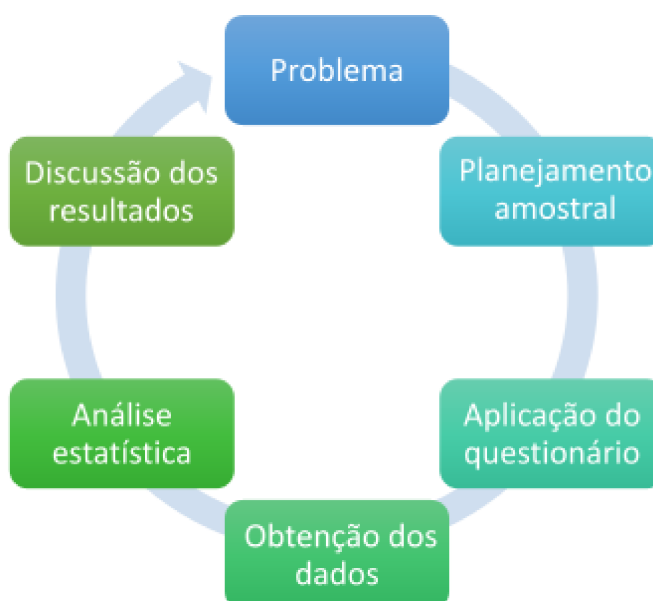 Problema
Planejamento
amostral
Aplicação do
questionário
Obtenção dos
dados
Análise
estatística
Discussão dos
resultados